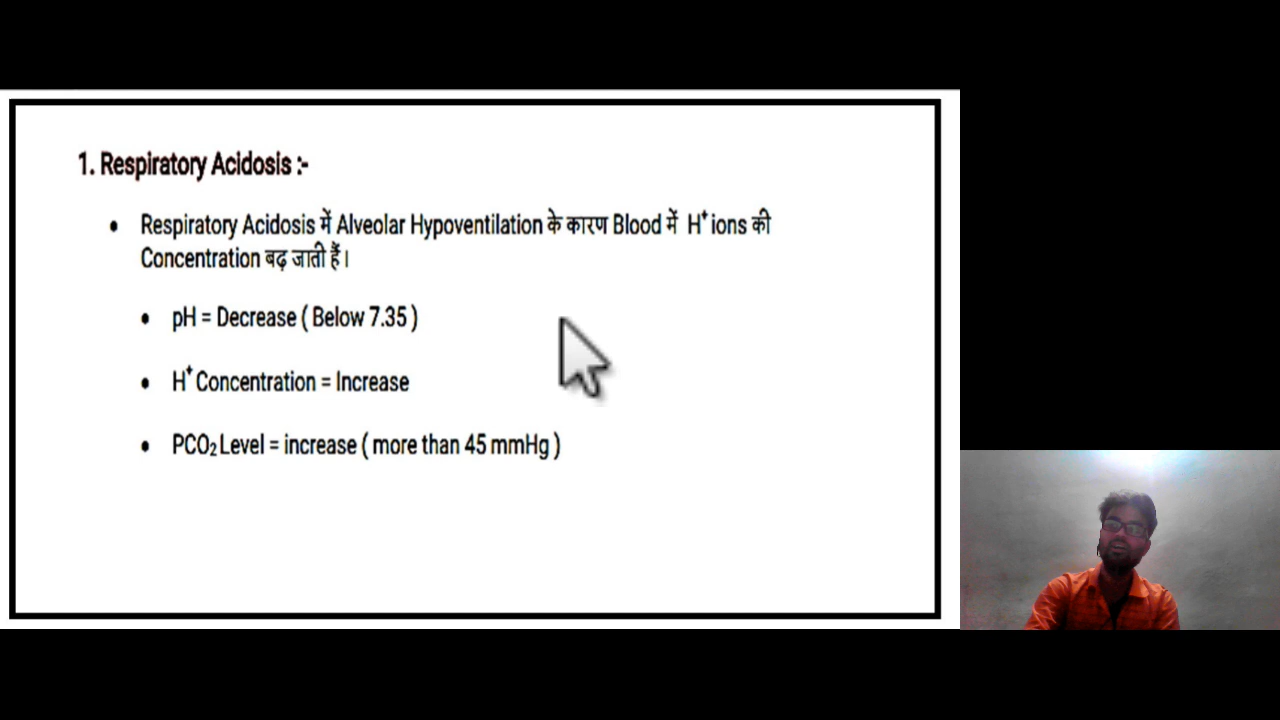 1. Respiratory Acidosis :-
• Respiratory Acidosis में Alveolar Hypoventilation के कारण Blood में H⁺ ions की
Concentration बढ़ जाती हैं।
• pH = Decrease ( Below 7.35 )
• H⁺ Concentration = Increase
• PCO₂ Level = increase ( more than 45 mmHg )